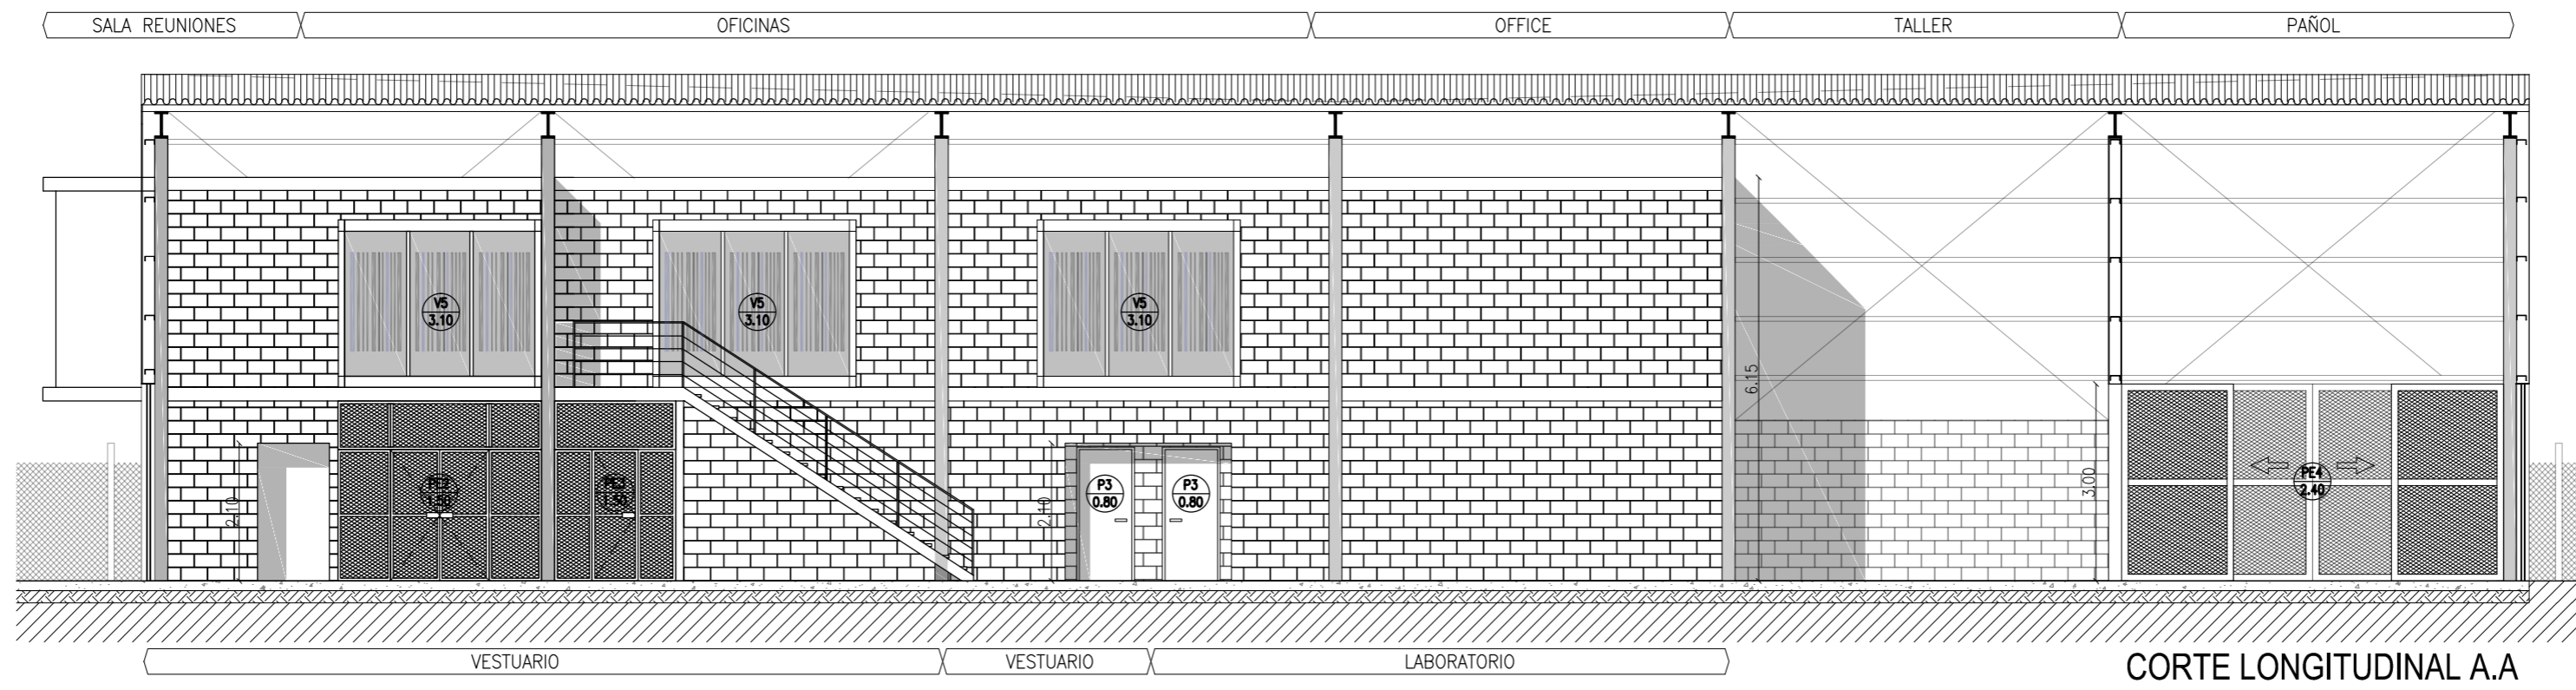 SALA REUNIONES
OFICINAS
OFFICE
TALLER
PAÑOL
V5
3.10
V5
3.10
V5
3.10
6.15
2.10
PE2
1.50
2.10
P3
0.80
P3
0.80
3.00
PE4
2.40
VESTUARIO
VESTUARIO
LABORATORIO
CORTE LONGITUDINAL A.A